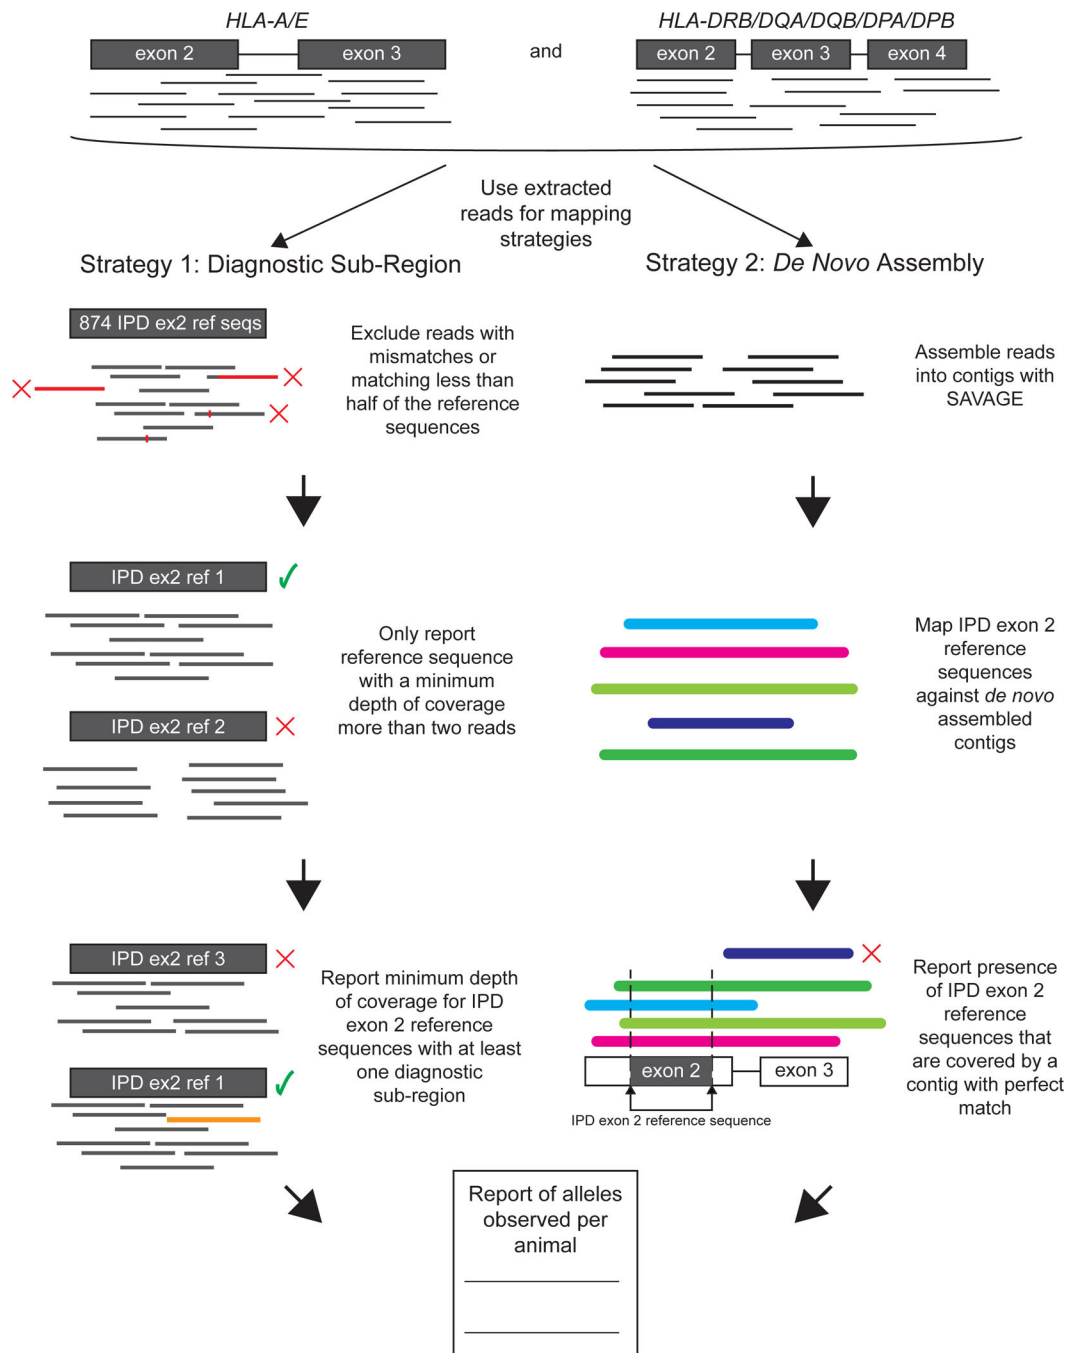 HLA-A/E
HLA-DRB/DQA/DQB/DPA/DPB
exon 2
exon 3
and
exon 2
exon 3
exon 4
Use extracted
reads for mapping
strategies
Strategy 1: Diagnostic Sub-Region
874 IPD ex2 ref seqs
Exclude reads with
mismatches or
matching less than
half of the reference
sequences
IPD ex2 ref 1
Only report
reference sequence
with a minimum
depth of coverage
more than two reads
IPD ex2 ref 2
IPD ex2 ref 3
Report minimum depth
of coverage for IPD
exon 2 reference
sequences with at least
one diagnostic
sub-region
IPD ex2 ref 1
Strategy 2: De Novo Assembly
Assemble reads
into contigs with
SAVAGE
Map IPD exon 2
reference
sequences
against de novo
assembled
contigs
Report presence
of IPD exon 2
reference
sequences that
are covered by a
contig with perfect
match
exon 2
exon 3
IPD exon 2 reference sequence
Report of alleles
observed per
animal